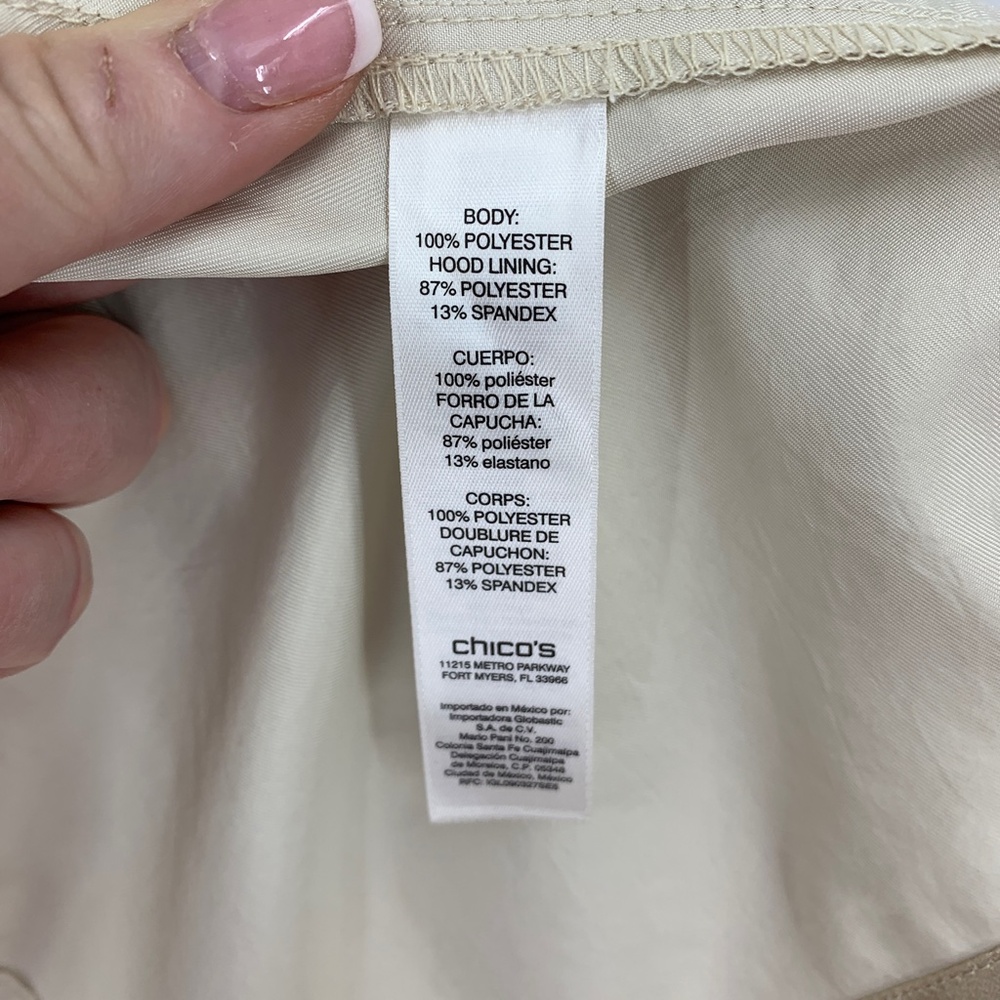 BODY:
100% POLYESTER
HOOD LINING:
87% POLYESTER
13% SPANDEX
CUERPO:
100% poliéster
FORRO DE LA
CAPUCHA:
87% poliéster
13% elastano
CORPS:
100% POLYESTER
DOUBLURE DE
CAPUCHON:
87% POLYESTER
13% SPANDEX
chico's
11215 METRO PARKWAY
FORT MYERS, FL 33966
Importado en México por:
Importadora Globastic
S.A. de C.V.
Mario Pani No. 200
Colonia Santa Fe Cuajimalpa
Delegación Cuajimalpa
de Morelos, C.P. 05348
Ciudad de México, México
RFC: